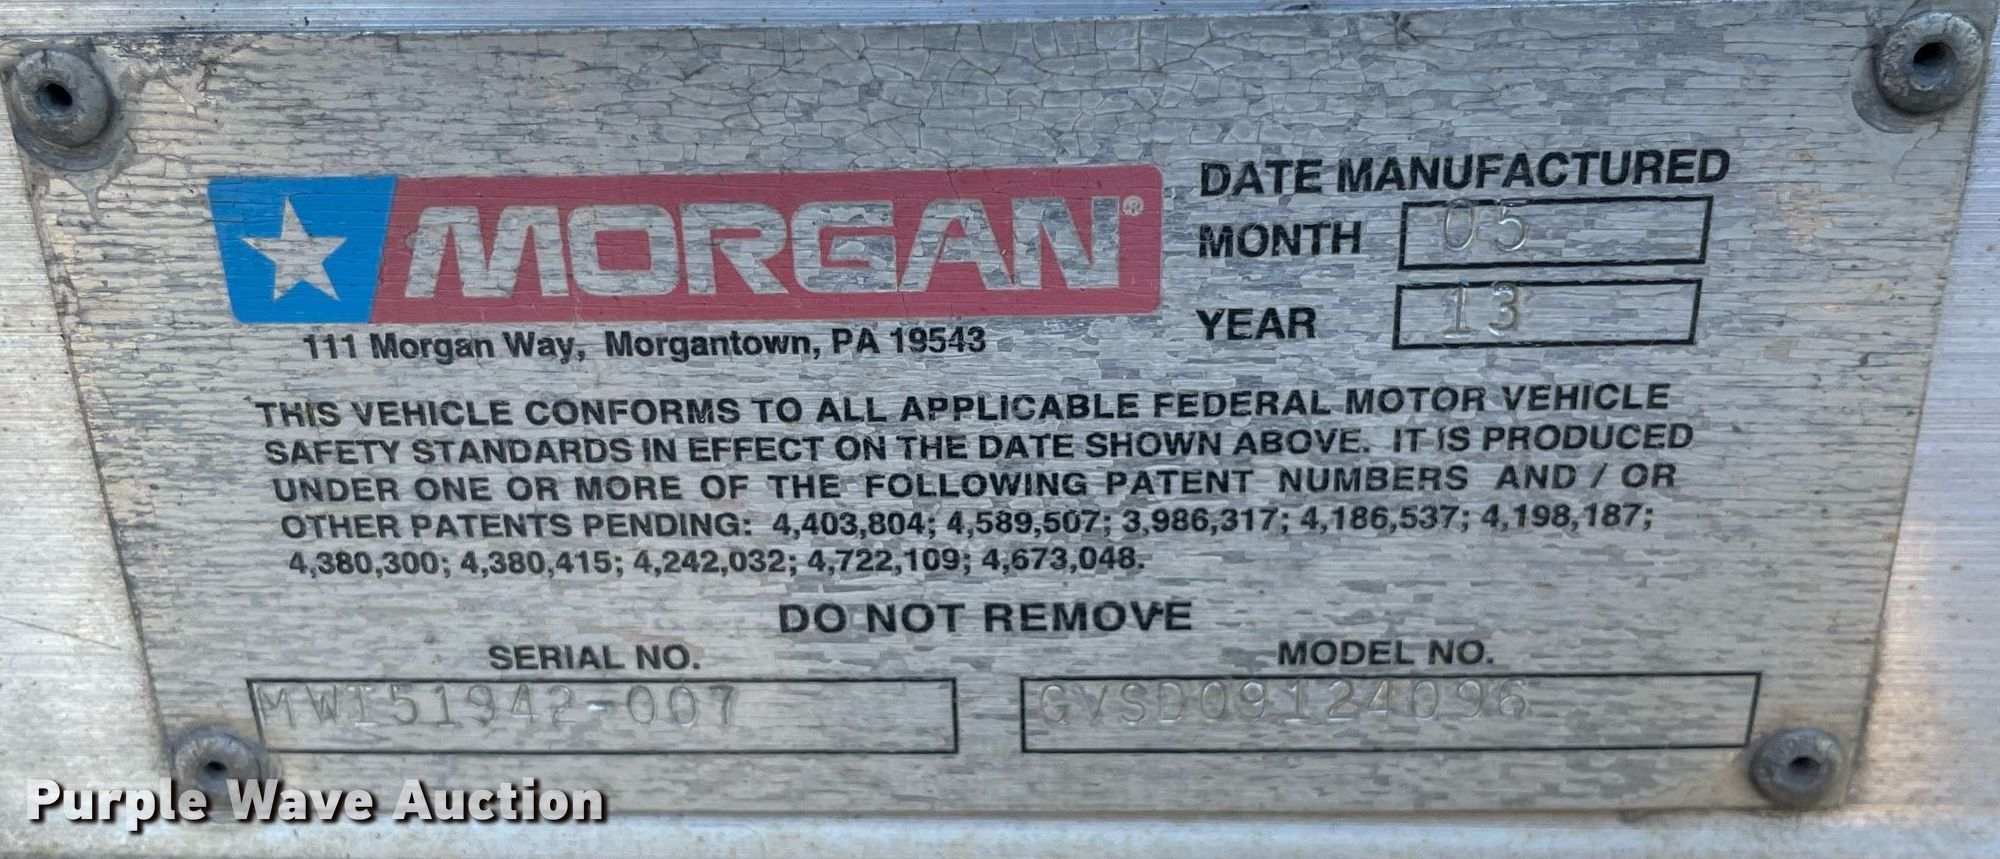 MORGAN®
111 Morgan Way, Morgantown, PA 19543
DATE MANUFACTURED
MONTH 05
YEAR 13
THIS VEHICLE CONFORMS TO ALL APPLICABLE FEDERAL MOTOR VEHICLE
SAFETY STANDARDS IN EFFECT ON THE DATE SHOWN ABOVE. IT IS PRODUCED
UNDER ONE OR MORE OF THE FOLLOWING PATENT NUMBERS AND / OR
OTHER PATENTS PENDING: 4,403,804; 4,589,507; 3,986,317; 4,186,537; 4,198,187;
4,380,300; 4,380,415; 4,242,032; 4,722,109; 4,673,048.
DO NOT REMOVE
SERIAL NO. MODEL NO.
MWI51942-007 GVSD09124096
Purple Wave Auction